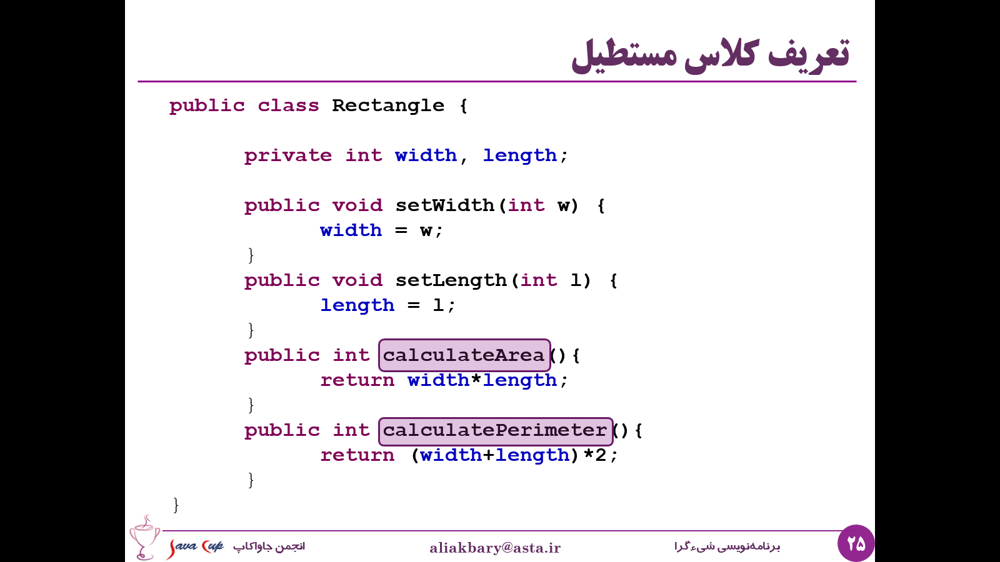 تعریف کلاس مستطیل
public class Rectangle {
private int width, length;
public void setWidth(int w) {
width = w;
}
public void setLength(int l) {
length = l;
}
public int calculateArea(){
return width*length;
}
public int calculatePerimeter(){
return (width+length)*2;
}
}
Java Cup
انجمن جاواکاپ
aliakbary@asta.ir
برنامه‌نویسی شیءگرا
۲۵